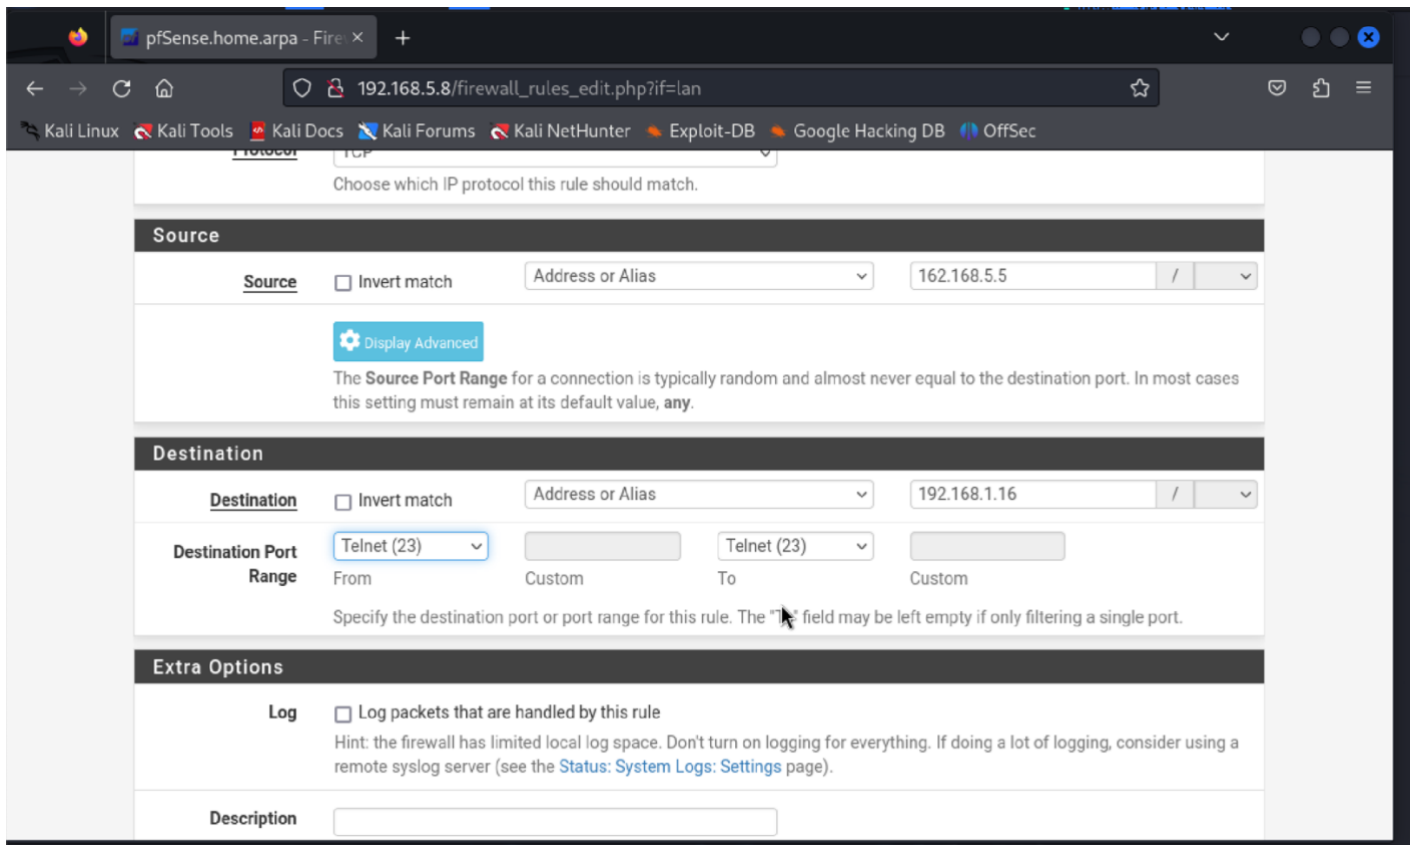 pfSense.home.arpa - Fire
192.168.5.8/firewall_rules_edit.php?if=lan
Kali Linux Kali Tools Kali Docs Kali Forums Kali NetHunter Exploit-DB Google Hacking DB OffSec
Protocol TCP
Choose which IP protocol this rule should match.
Source
Source Invert match Address or Alias 162.168.5.5 /
Display Advanced
The Source Port Range for a connection is typically random and almost never equal to the destination port. In most cases
this setting must remain at its default value, any.
Destination
Destination Invert match Address or Alias 192.168.1.16 /
Destination Port Range Telnet (23) Telnet (23)
From Custom To Custom
Specify the destination port or port range for this rule. The "To" field may be left empty if only filtering a single port.
Extra Options
Log Log packets that are handled by this rule
Hint: the firewall has limited local log space. Don't turn on logging for everything. If doing a lot of logging, consider using a
remote syslog server (see the Status: System Logs: Settings page).
Description